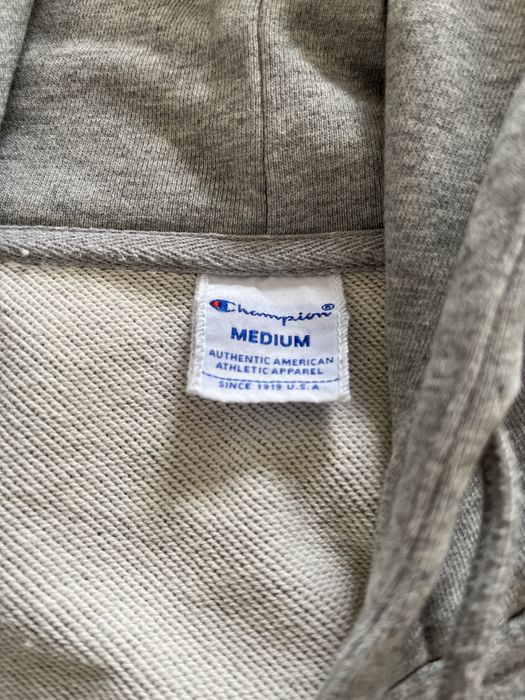 Champion®
MEDIUM
AUTHENTIC AMERICAN
ATHLETIC APPAREL
SINCE 1919 U.S.A